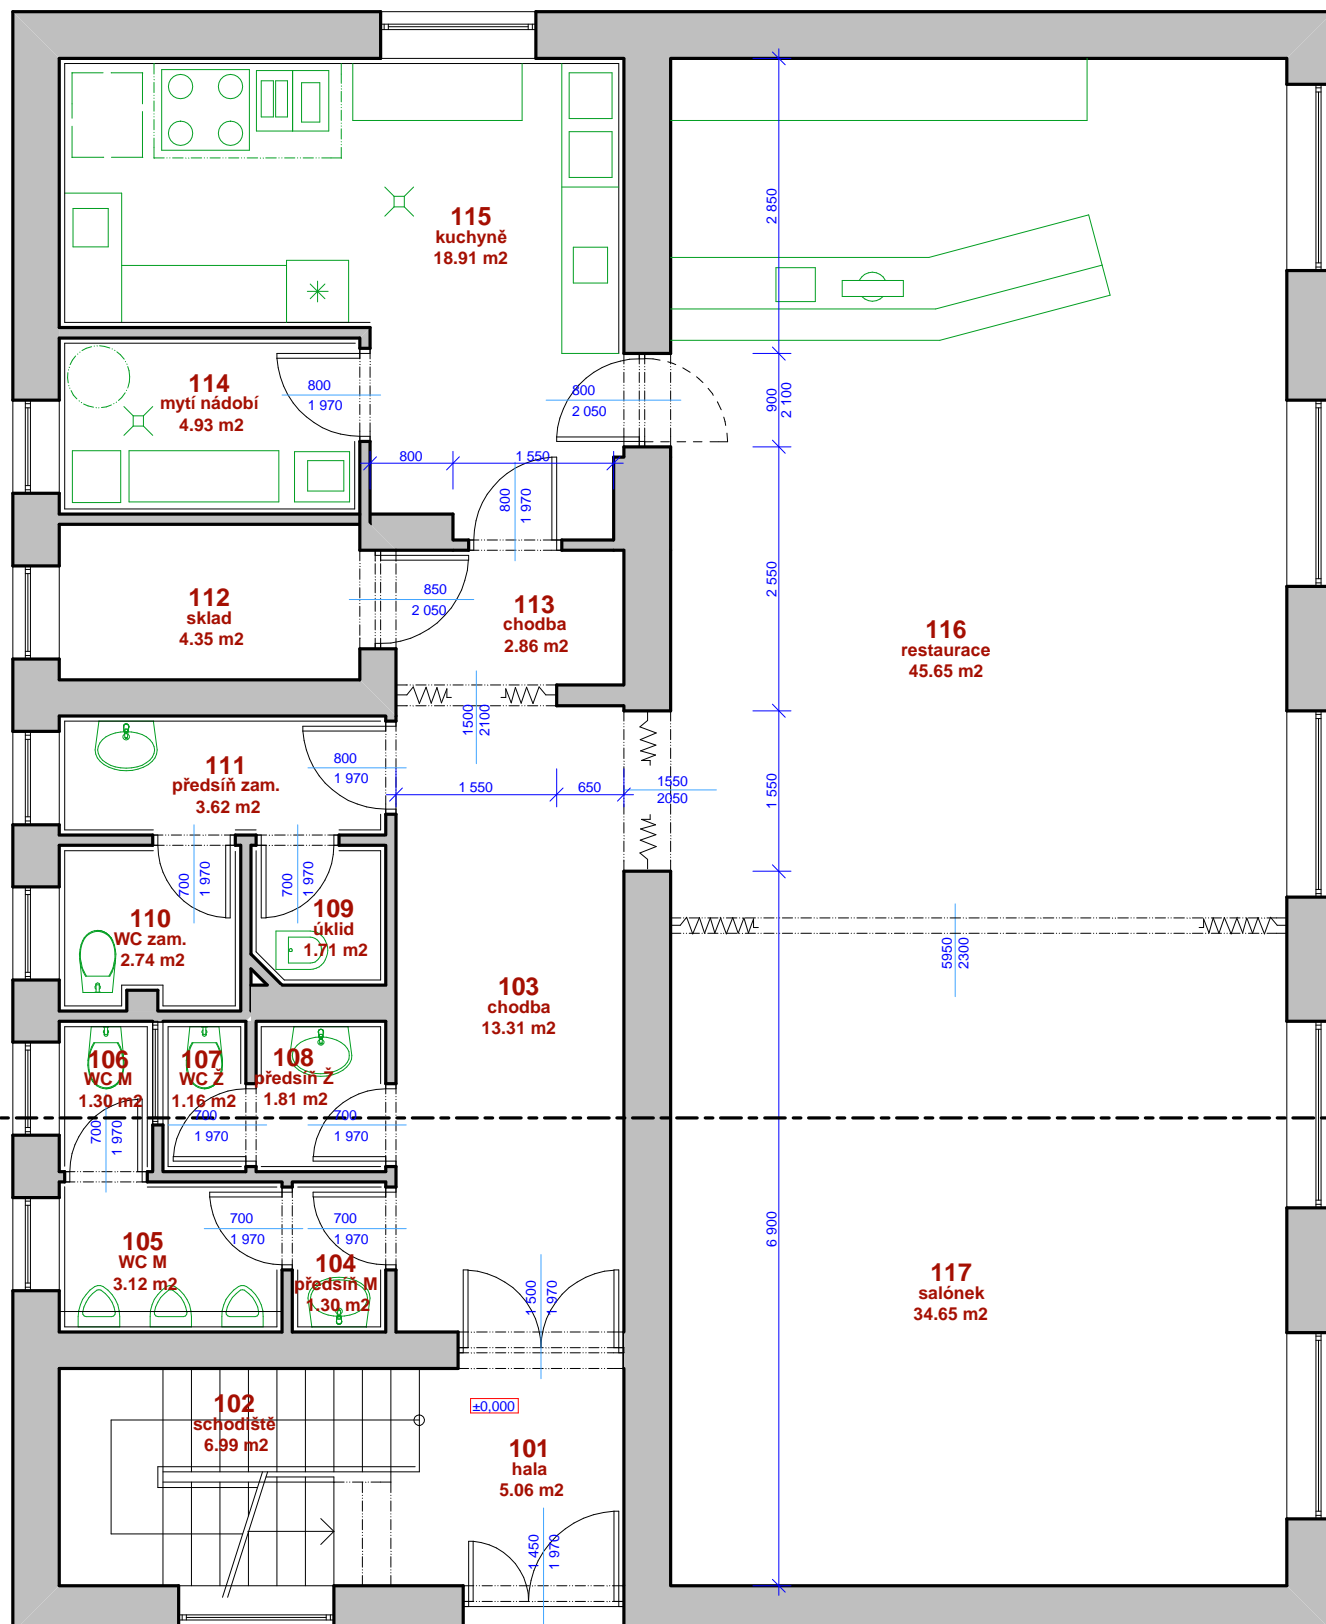 115
kuchyně
18.91 m2
2 850
114
mytí nádobí
4.93 m2
800
1 970
800
2 050
900
2 100
800
1 550
800
1 970
112
sklad
4.35 m2
850
2 050
113
chodba
2.86 m2
2 550
116
restaurace
45.65 m2
1500
2100
111
předsíň zam.
3.62 m2
800
1 970
1 550
650
1550
2050
1 550
700
1 970
700
1 970
110
WC zam.
2.74 m2
109
úklid
1.71 m2
5950
2300
103
chodba
13.31 m2
106
WC M
1.30 m2
107
WC Ž
1.16 m2
108
předsíň Ž
1.81 m2
700
1 970
700
1 970
700
1 970
700
1 970
700
1 970
105
WC M
3.12 m2
104
předsíň M
1.30 m2
6 900
117
salónek
34.65 m2
1 500
1 970
102
schodiště
6.99 m2
±0,000
101
hala
5.06 m2
1 450
1 970